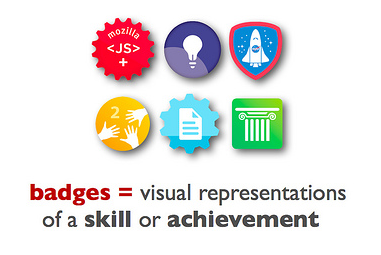 mozilla
<JS>
+
2
badges = visual representations
of a skill or achievement